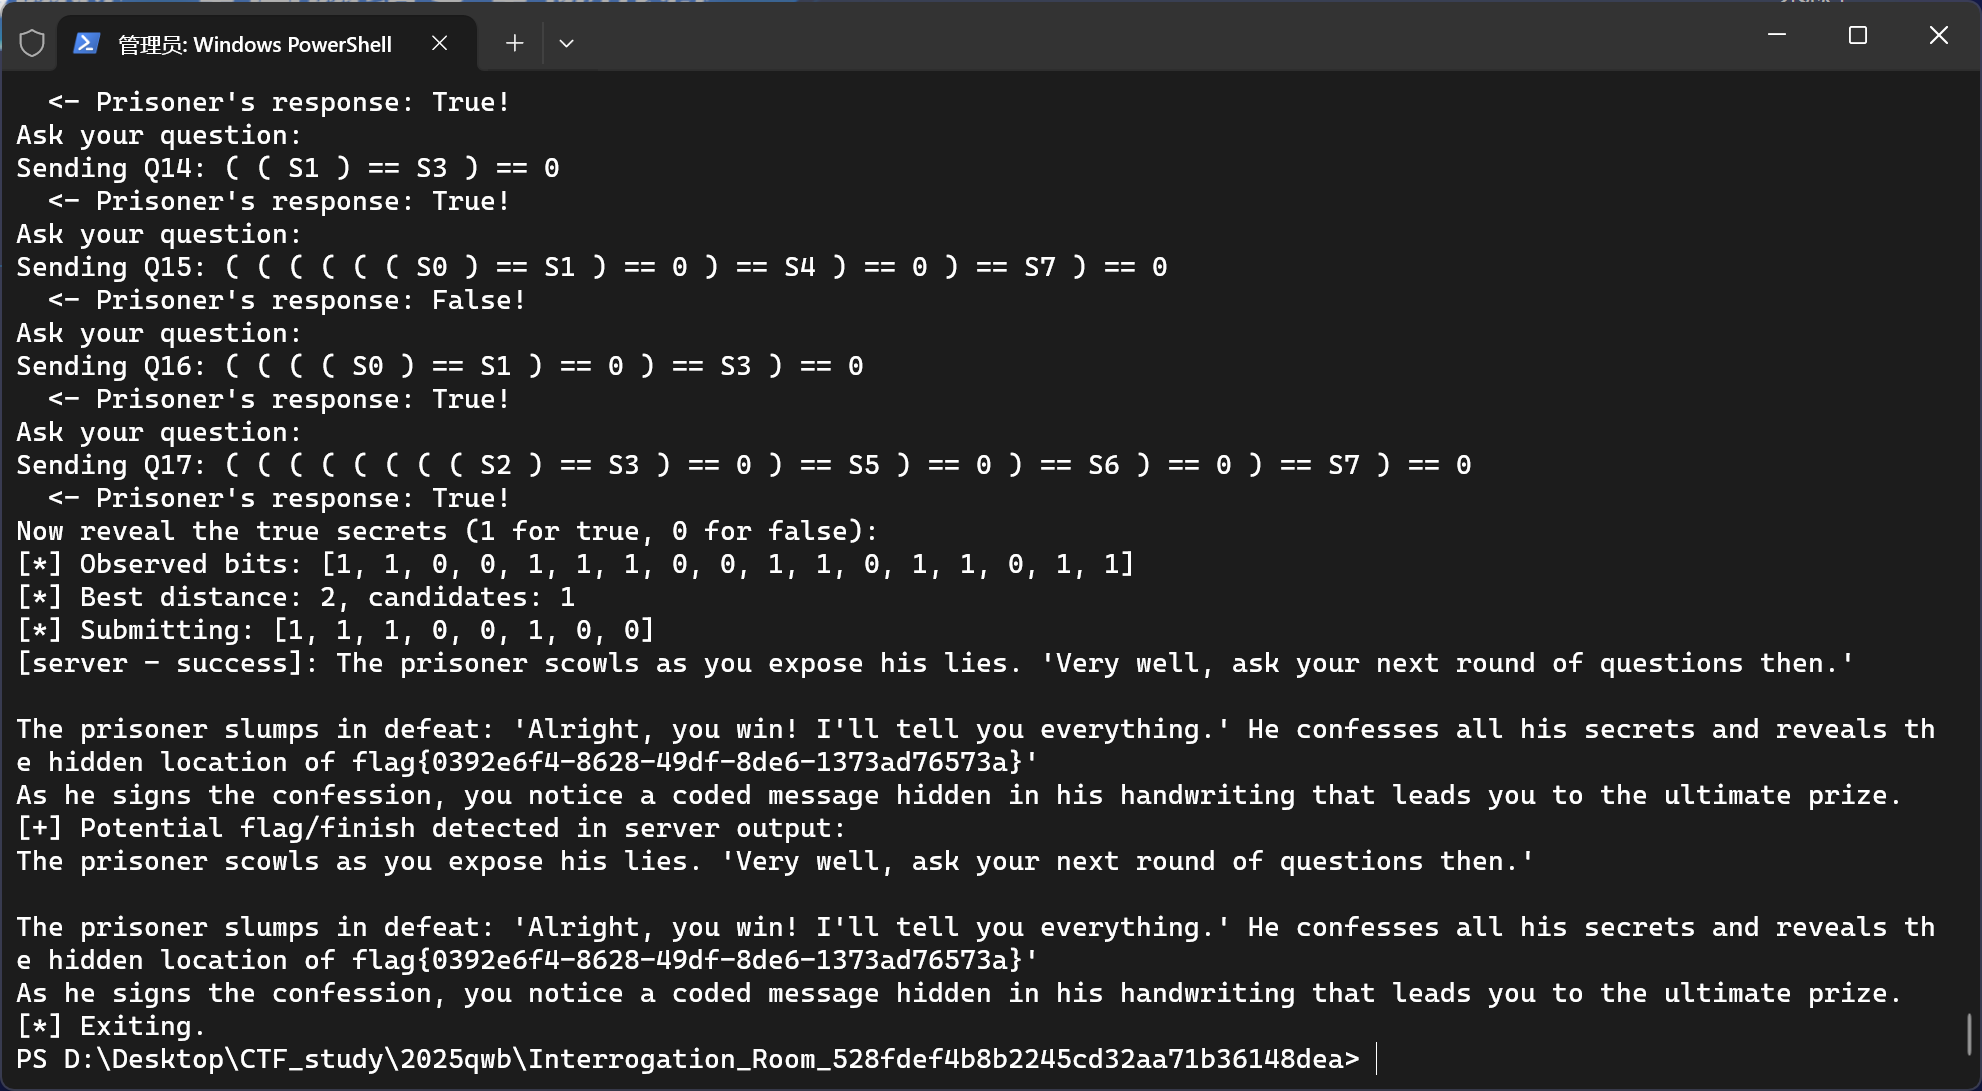 管理员: Windows PowerShell
<- Prisoner's response: True!
Ask your question:
Sending Q14: ( ( S1 ) == S3 ) == 0
<- Prisoner's response: True!
Ask your question:
Sending Q15: ( ( ( ( ( ( S0 ) == S1 ) == 0 ) == S4 ) == 0 ) == S7 ) == 0
<- Prisoner's response: False!
Ask your question:
Sending Q16: ( ( ( ( S0 ) == S1 ) == 0 ) == S3 ) == 0
<- Prisoner's response: True!
Ask your question:
Sending Q17: ( ( ( ( ( ( ( ( S2 ) == S3 ) == 0 ) == S5 ) == 0 ) == S6 ) == 0 ) == S7 ) == 0
<- Prisoner's response: True!
Now reveal the true secrets (1 for true, 0 for false):
[*] Observed bits: [1, 1, 0, 0, 1, 1, 1, 0, 0, 1, 1, 0, 1, 1, 0, 1, 1]
[*] Best distance: 2, candidates: 1
[*] Submitting: [1, 1, 1, 0, 0, 1, 0, 0]
[server - success]: The prisoner scowls as you expose his lies. 'Very well, ask your next round of questions then.'
The prisoner slumps in defeat: 'Alright, you win! I'll tell you everything.' He confesses all his secrets and reveals th
e hidden location of flag{0392e6f4-8628-49df-8de6-1373ad76573a}'
As he signs the confession, you notice a coded message hidden in his handwriting that leads you to the ultimate prize.
[+] Potential flag/finish detected in server output:
The prisoner scowls as you expose his lies. 'Very well, ask your next round of questions then.'
The prisoner slumps in defeat: 'Alright, you win! I'll tell you everything.' He confesses all his secrets and reveals th
e hidden location of flag{0392e6f4-8628-49df-8de6-1373ad76573a}'
As he signs the confession, you notice a coded message hidden in his handwriting that leads you to the ultimate prize.
[*] Exiting.
PS D:\Desktop\CTF_study\2025qwb\Interrogation_Room_528fdef4b8b2245cd32aa71b36148dea>